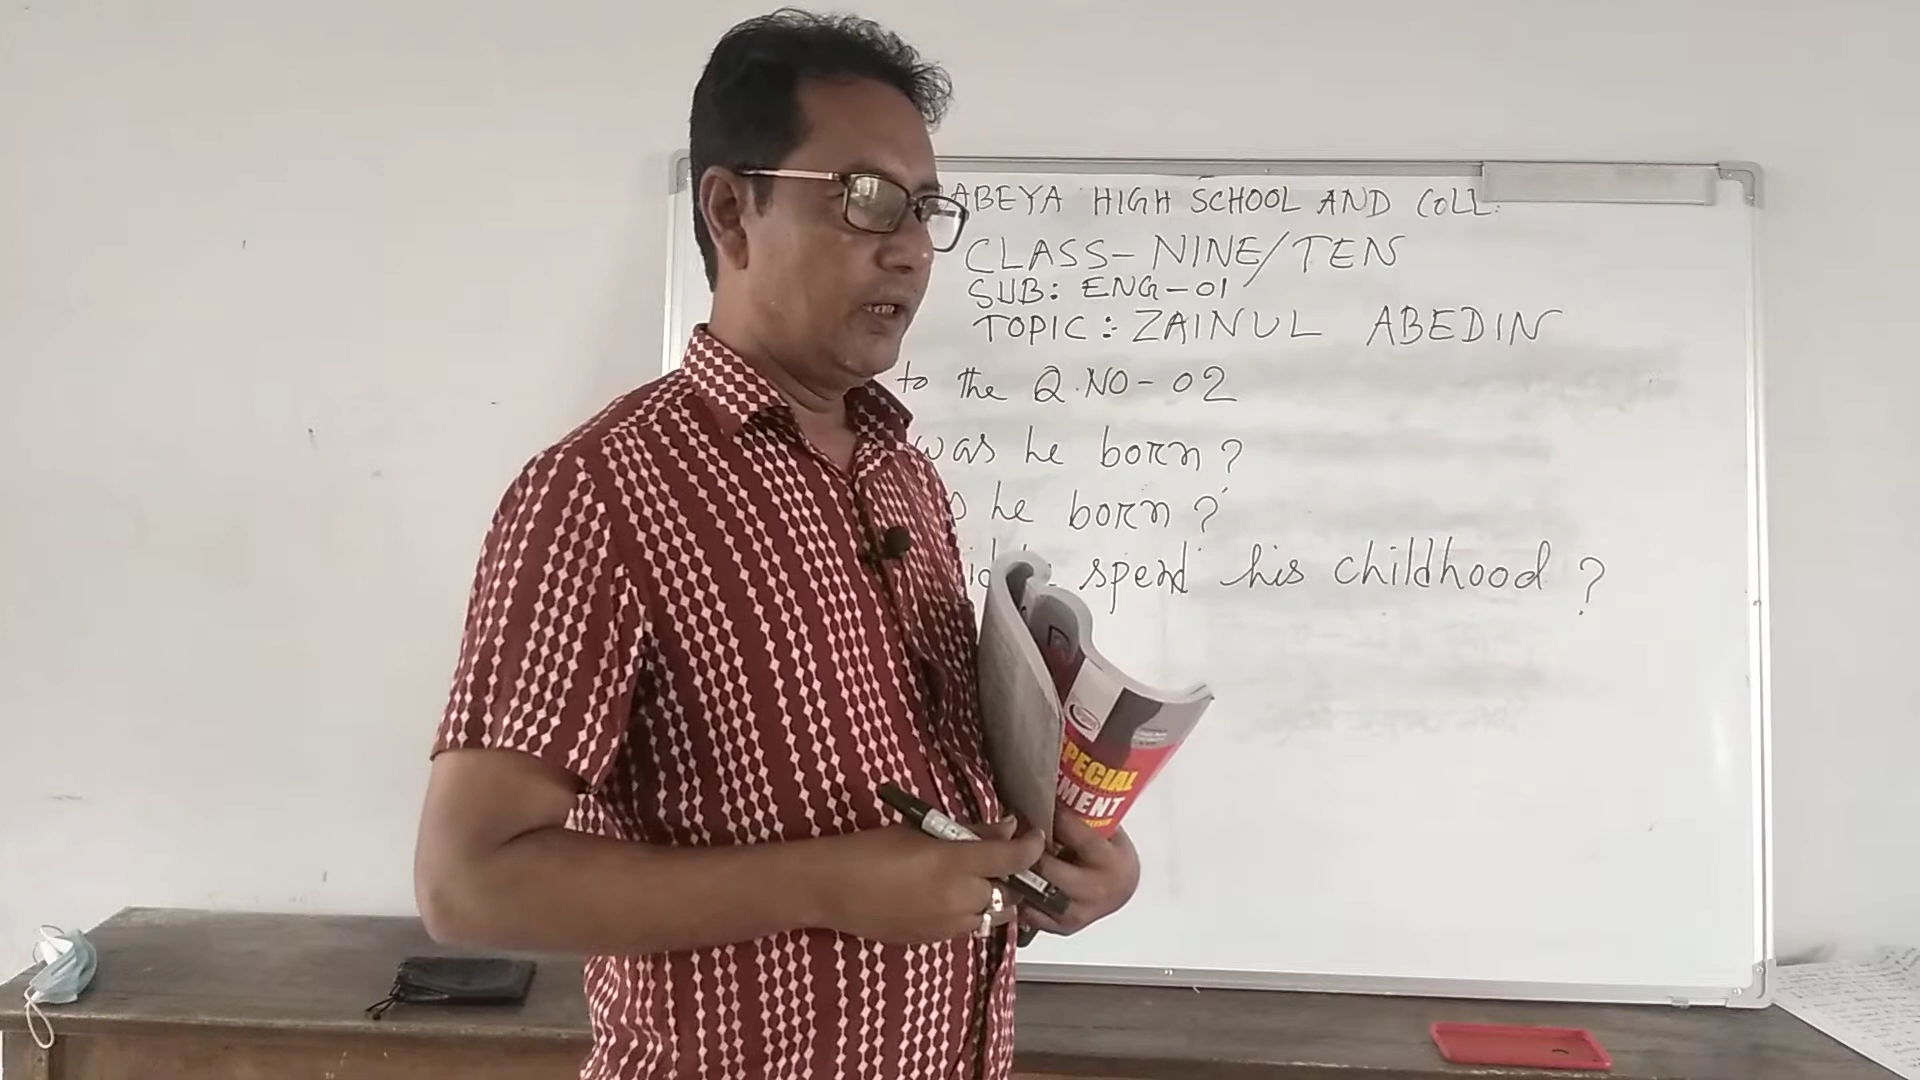 ABEYA HIGH SCHOOL AND COLL.
CLASS-NINE/TEN
SUB: ENG-01
TOPIC: ZAINUL ABEDIN
to the Q.NO-02
was he born?
he born?
spend his childhood?
PECIAL
MENT